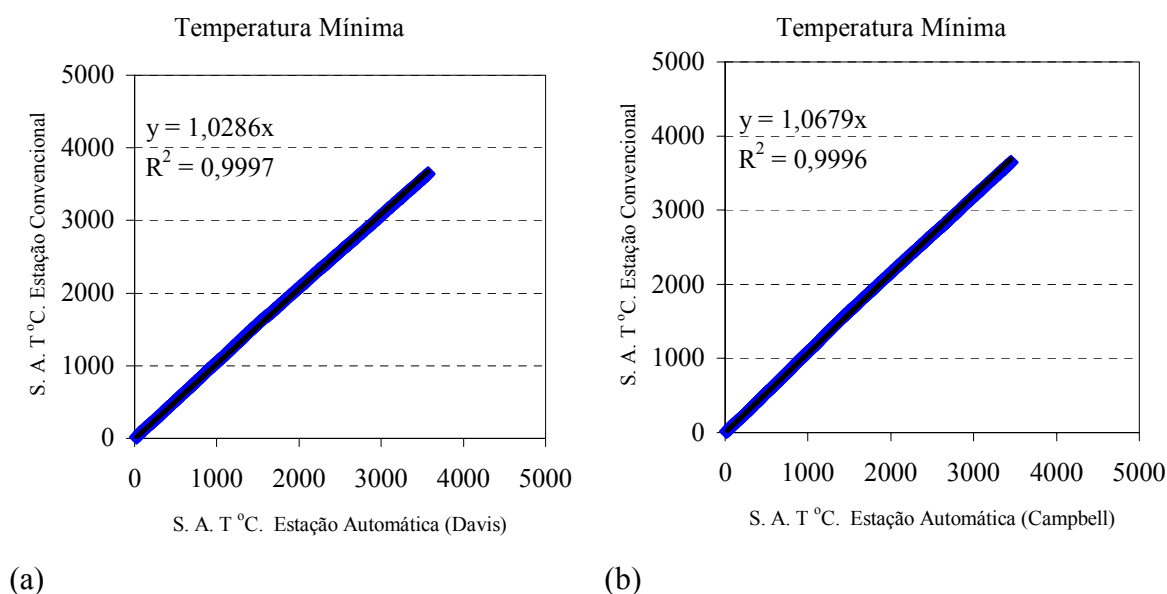 Temperatura Mínima
5000
4000
3000
2000
1000
0
y = 1,0286x
R² = 0,9997
S. A. T °C. Estação Convencional
0 1000 2000 3000 4000 5000
S. A. T °C. Estação Automática (Davis)
(a)
Temperatura Mínima
5000
4000
3000
2000
1000
0
y = 1,0679x
R² = 0,9996
S. A. T °C. Estação Convencional
0 1000 2000 3000 4000 5000
S. A. T °C. Estação Automática (Campbell)
(b)